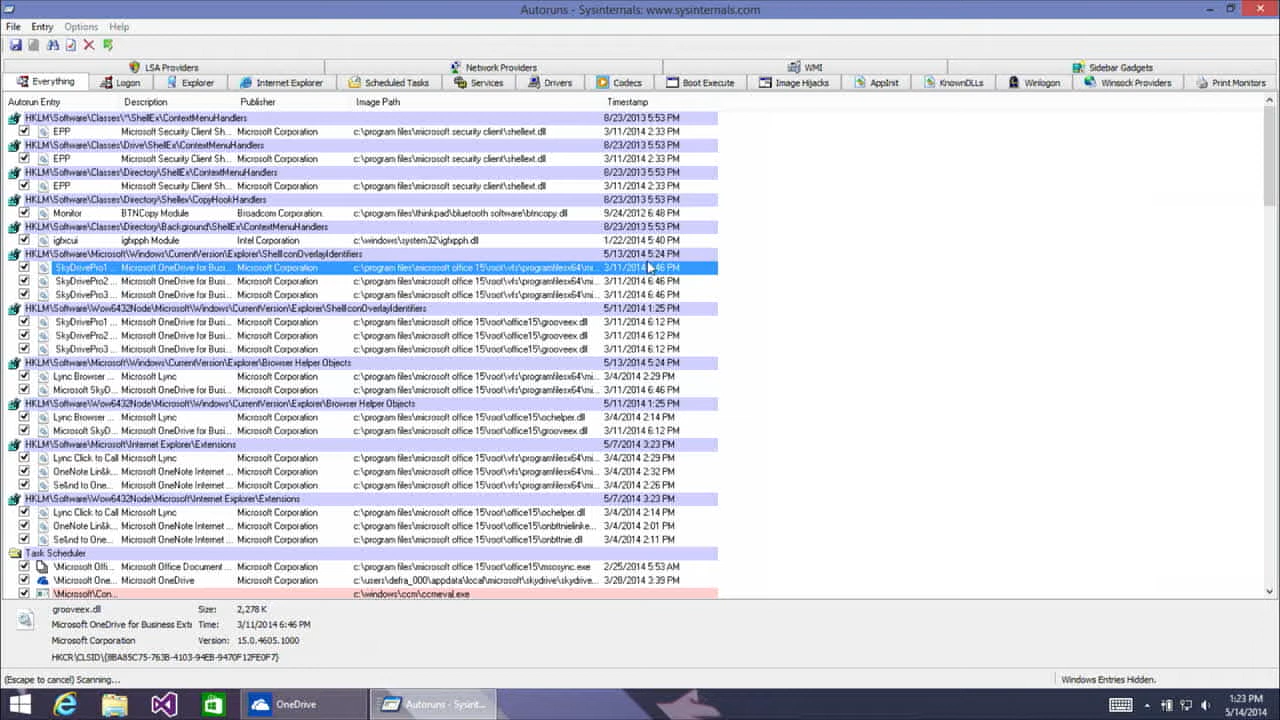 Autoruns - Sysinternals: www.sysinternals.com
File Entry Options Help
LSA Providers Network Providers WMI Sidebar Gadgets
Everything Logon Explorer Internet Explorer Scheduled Tasks Services Drivers Codecs Boot Execute Image Hijacks AppInit KnownDLLs Winlogon Winsock Providers Print Monitors
Autorun Entry Description Publisher Image Path Timestamp
HKLM\Software\Classes\*\ShellEx\ContextMenuHandlers 8/23/2013 5:53 PM
EPP Microsoft Security Client Sh... Microsoft Corporation c:\program files\microsoft security client\shellext.dll 3/11/2014 2:33 PM
HKLM\Software\Classes\Drive\ShellEx\ContextMenuHandlers 8/23/2013 5:53 PM
EPP Microsoft Security Client Sh... Microsoft Corporation c:\program files\microsoft security client\shellext.dll 3/11/2014 2:33 PM
HKLM\Software\Classes\Directory\ShellEx\ContextMenuHandlers 8/23/2013 5:53 PM
EPP Microsoft Security Client Sh... Microsoft Corporation c:\program files\microsoft security client\shellext.dll 3/11/2014 2:33 PM
HKLM\Software\Classes\Directory\Shellex\CopyHookHandlers 8/23/2013 5:53 PM
Monitor BTNCopy Module Broadcom Corporation. c:\program files\thinkpad\bluetooth software\btncopy.dll 9/24/2012 6:48 PM
HKLM\Software\Classes\Directory\Background\ShellEx\ContextMenuHandlers 8/23/2013 5:53 PM
igfxcui igfxpph Module Intel Corporation c:\windows\system32\igfxpph.dll 1/22/2014 5:40 PM
HKLM\Software\Microsoft\Windows\CurrentVersion\Explorer\ShellIconOverlayIdentifiers 5/13/2014 5:24 PM
SkyDrivePro1 ... Microsoft OneDrive for Busi... Microsoft Corporation c:\program files\microsoft office 15\root\vfs\programfilesx64\mi... 3/11/2014 6:46 PM
SkyDrivePro2 ... Microsoft OneDrive for Busi... Microsoft Corporation c:\program files\microsoft office 15\root\vfs\programfilesx64\mi... 3/11/2014 6:46 PM
SkyDrivePro3 ... Microsoft OneDrive for Busi... Microsoft Corporation c:\program files\microsoft office 15\root\vfs\programfilesx64\mi... 3/11/2014 6:46 PM
HKLM\Software\Wow6432Node\Microsoft\Windows\CurrentVersion\Explorer\ShellIconOverlayIdentifiers 5/11/2014 1:25 PM
SkyDrivePro1 ... Microsoft OneDrive for Busi... Microsoft Corporation c:\program files\microsoft office 15\root\office15\grooveex.dll 3/11/2014 6:12 PM
SkyDrivePro2 ... Microsoft OneDrive for Busi... Microsoft Corporation c:\program files\microsoft office 15\root\office15\grooveex.dll 3/11/2014 6:12 PM
SkyDrivePro3 ... Microsoft OneDrive for Busi... Microsoft Corporation c:\program files\microsoft office 15\root\office15\grooveex.dll 3/11/2014 6:12 PM
HKLM\Software\Microsoft\Windows\CurrentVersion\Explorer\Browser Helper Objects 5/13/2014 5:24 PM
Lync Browser ... Microsoft Lync Microsoft Corporation c:\program files\microsoft office 15\root\vfs\programfilesx64\mi... 3/4/2014 2:29 PM
Microsoft SkyD... Microsoft OneDrive for Busi... Microsoft Corporation c:\program files\microsoft office 15\root\vfs\programfilesx64\mi... 3/11/2014 6:46 PM
HKLM\Software\Wow6432Node\Microsoft\Windows\CurrentVersion\Explorer\Browser Helper Objects 5/11/2014 1:25 PM
Lync Browser ... Microsoft Lync Microsoft Corporation c:\program files\microsoft office 15\root\office15\ochelper.dll 3/4/2014 2:14 PM
Microsoft SkyD... Microsoft OneDrive for Busi... Microsoft Corporation c:\program files\microsoft office 15\root\office15\grooveex.dll 3/11/2014 6:12 PM
HKLM\Software\Microsoft\Internet Explorer\Extensions 5/7/2014 3:23 PM
Lync Click to Call Microsoft Lync Microsoft Corporation c:\program files\microsoft office 15\root\vfs\programfilesx64\mi... 3/4/2014 2:29 PM
OneNote Lin&k... Microsoft OneNote Internet ... Microsoft Corporation c:\program files\microsoft office 15\root\vfs\programfilesx64\mi... 3/4/2014 2:32 PM
Se&nd to One... Microsoft OneNote Internet ... Microsoft Corporation c:\program files\microsoft office 15\root\vfs\programfilesx64\mi... 3/4/2014 2:26 PM
HKLM\Software\Wow6432Node\Microsoft\Internet Explorer\Extensions 5/7/2014 3:23 PM
Lync Click to Call Microsoft Lync Microsoft Corporation c:\program files\microsoft office 15\root\office15\ochelper.dll 3/4/2014 2:14 PM
OneNote Lin&k... Microsoft OneNote Internet ... Microsoft Corporation c:\program files\microsoft office 15\root\office15\onbttnielinke... 3/4/2014 2:01 PM
Se&nd to One... Microsoft OneNote Internet ... Microsoft Corporation c:\program files\microsoft office 15\root\office15\onbttnie.dll 3/4/2014 2:11 PM
Task Scheduler
\Microsoft Offi... Microsoft Office Document ... Microsoft Corporation c:\program files\microsoft office 15\root\office15\msosync.exe 2/25/2014 5:53 AM
\Microsoft One... Microsoft OneDrive Microsoft Corporation c:\users\defra_000\appdata\local\microsoft\skydrive\skydrive... 3/28/2014 3:39 PM
\Microsoft\Con... c:\windows\ccm\ccmeval.exe
grooveex.dll Size: 2,278 K
Microsoft OneDrive for Business Exte Time: 3/11/2014 6:46 PM
Microsoft Corporation Version: 15.0.4605.1000
HKCR\CLSID\{8BA85C75-763B-4103-94EB-9470F12FE0F7}
(Escape to cancel) Scanning... Windows Entries Hidden.
OneDrive Autoruns - Sysint... 1:23 PM
5/14/2014